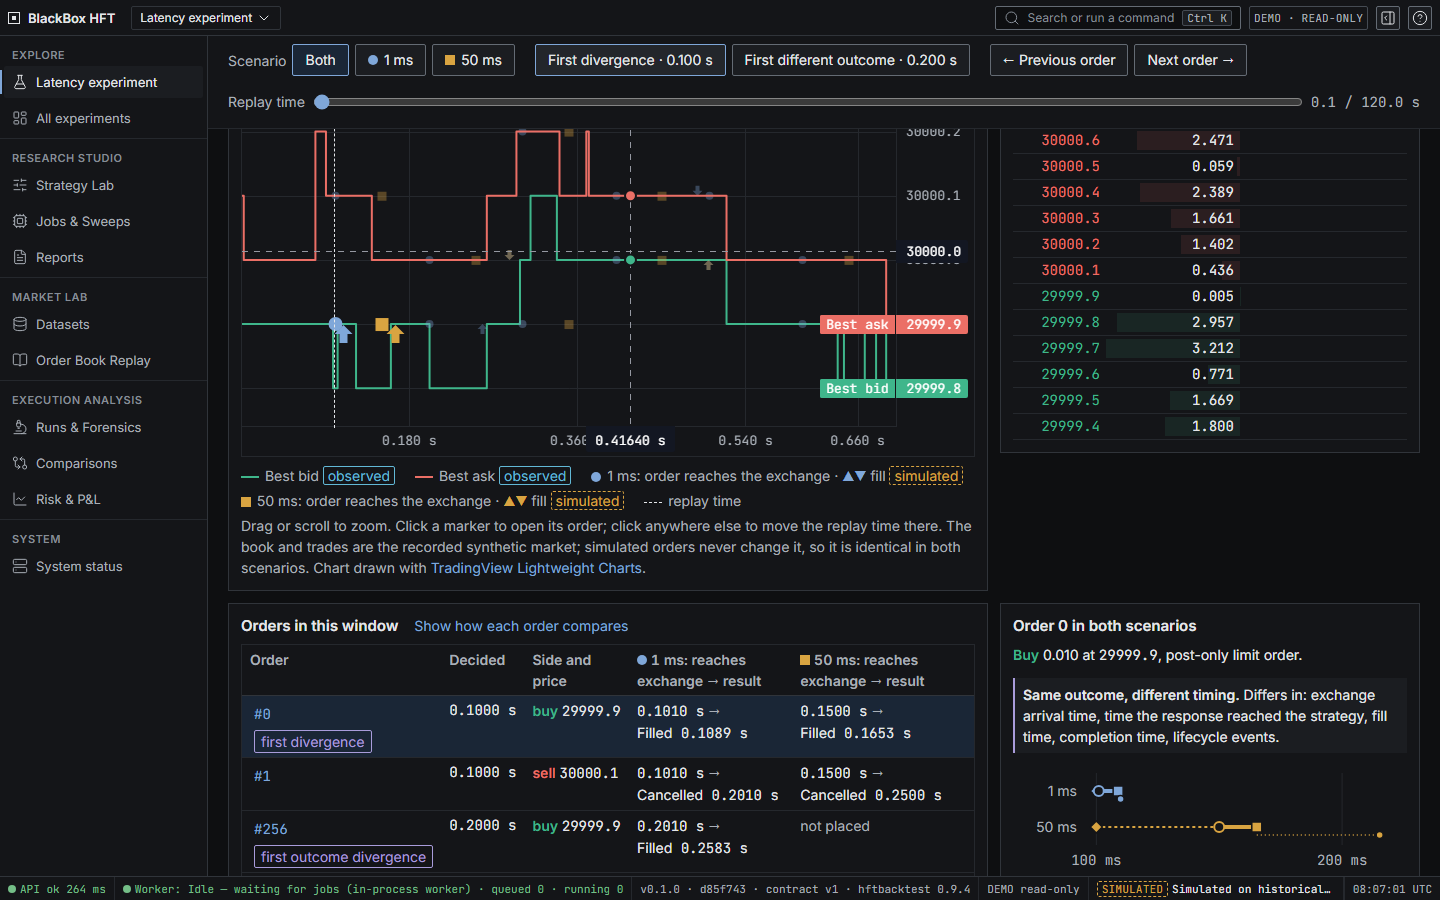 BlackBox HFT
Latency experiment
Search or run a command Ctrl K
DEMO · READ-ONLY
EXPLORE
Latency experiment
All experiments
RESEARCH STUDIO
Strategy Lab
Jobs & Sweeps
Reports
MARKET LAB
Datasets
Order Book Replay
EXECUTION ANALYSIS
Runs & Forensics
Comparisons
Risk & P&L
SYSTEM
System status
Scenario Both 1 ms 50 ms First divergence · 0.100 s First different outcome · 0.200 s ← Previous order Next order →
Replay time 0.1 / 120.0 s
30000.2
30000.1
30000.0
Best ask 29999.9
Best bid 29999.8
0.180 s 0.360 0.41640 s 0.540 s 0.660 s
Best bid observed Best ask observed 1 ms: order reaches the exchange · ▲▼ fill simulated
50 ms: order reaches the exchange · ▲▼ fill simulated replay time
Drag or scroll to zoom. Click a marker to open its order; click anywhere else to move the replay time there. The
book and trades are the recorded synthetic market; simulated orders never change it, so it is identical in both
scenarios. Chart drawn with TradingView Lightweight Charts.
30000.6 2.471
30000.5 0.059
30000.4 2.389
30000.3 1.661
30000.2 1.402
30000.1 0.436
29999.9 0.005
29999.8 2.957
29999.7 3.212
29999.6 0.771
29999.5 1.669
29999.4 1.800
Orders in this window Show how each order compares
Order Decided Side and price 1 ms: reaches exchange → result 50 ms: reaches exchange → result
#0 first divergence 0.1000 s buy 29999.9 0.1010 s → Filled 0.1089 s 0.1500 s → Filled 0.1653 s
#1 0.1000 s sell 30000.1 0.1010 s → Cancelled 0.2010 s 0.1500 s → Cancelled 0.2500 s
#256 first outcome divergence 0.2000 s buy 29999.9 0.2010 s → Filled 0.2583 s not placed
Order 0 in both scenarios
Buy 0.010 at 29999.9, post-only limit order.
Same outcome, different timing. Differs in: exchange
arrival time, time the response reached the strategy, fill
time, completion time, lifecycle events.
1 ms
50 ms
100 ms 200 ms
API ok 264 ms Worker: Idle — waiting for jobs (in-process worker) · queued 0 · running 0 v0.1.0 · d85f743 · contract v1 · hftbacktest 0.9.4 DEMO read-only SIMULATED Simulated on historical… 08:07:01 UTC